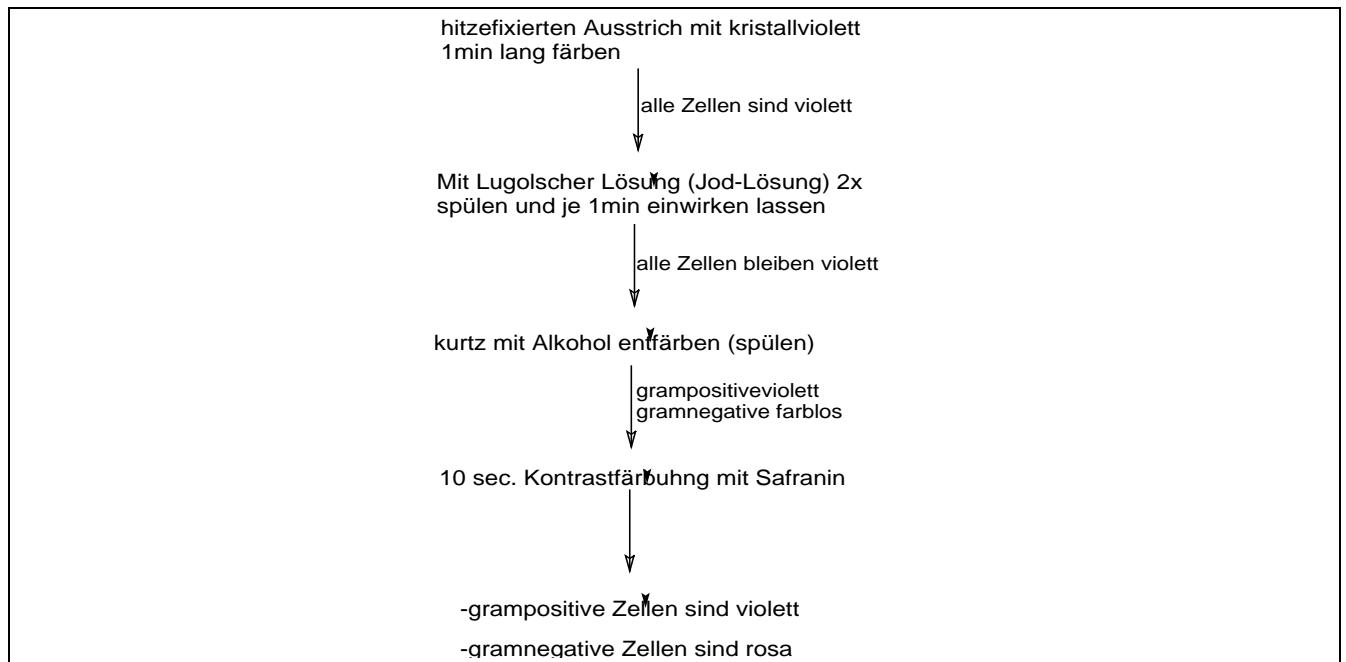 hitzefixierten Ausstrich mit kristallviolett
1min lang färben
alle Zellen sind violett
Mit Lugolscher Lösung (Jod-Lösung) 2x
spülen und je 1min einwirken lassen
alle Zellen bleiben violett
kurtz mit Alkohol entfärben (spülen)
grampositiveviolett
gramnegative farblos
10 sec. Kontrastfärbuhng mit Safranin
-grampositive Zellen sind violett
-gramnegative Zellen sind rosa